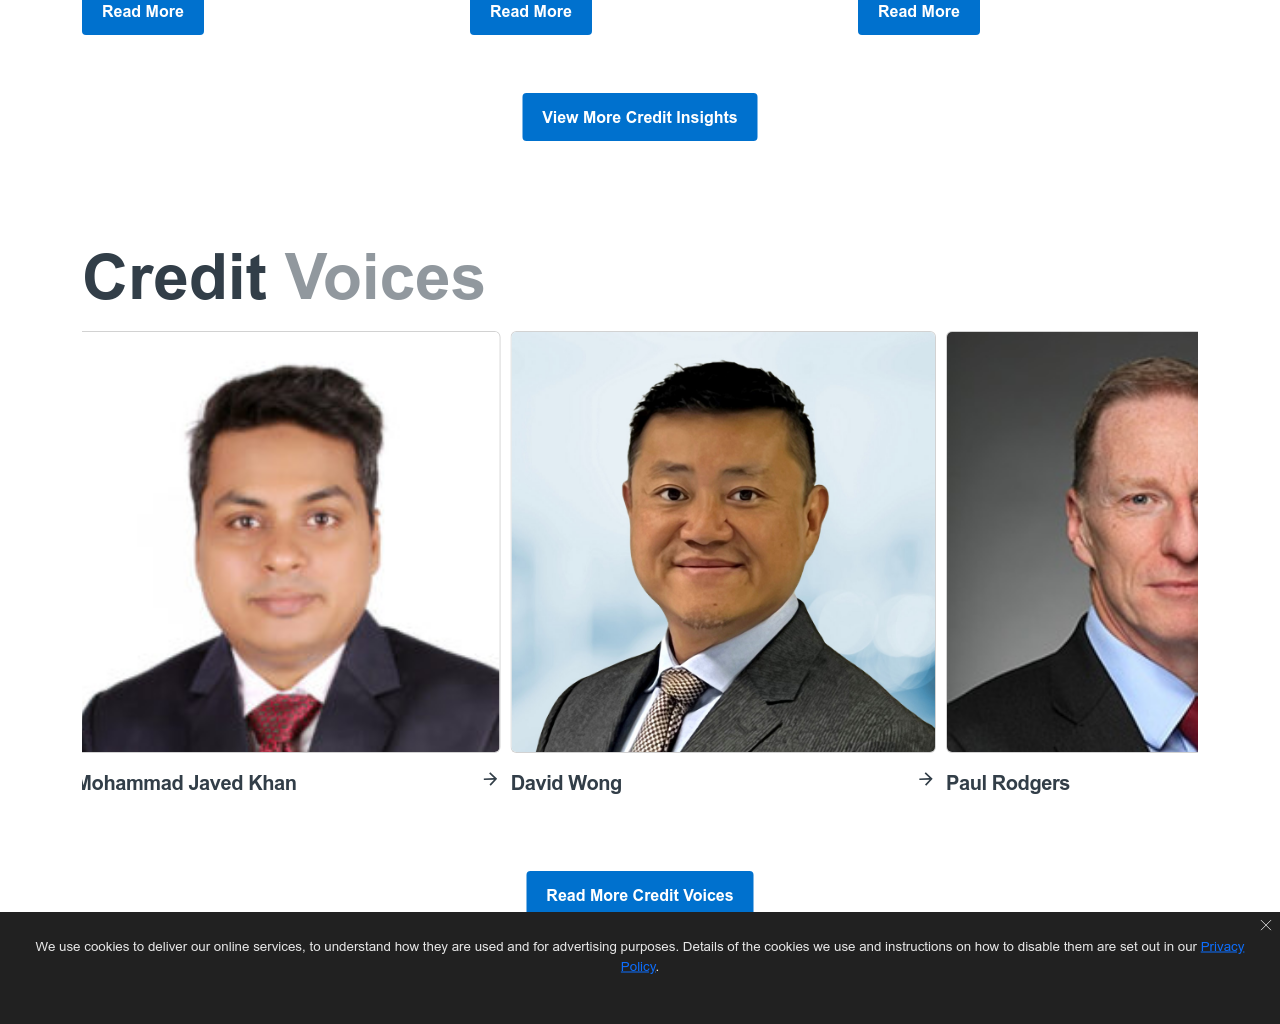 Read More
Read More
Read More
View More Credit Insights
Credit Voices
Mohammad Javed Khan
David Wong
Paul Rodgers
Read More Credit Voices
We use cookies to deliver our online services, to understand how they are used and for advertising purposes. Details of the cookies we use and instructions on how to disable them are set out in our Privacy
Policy.